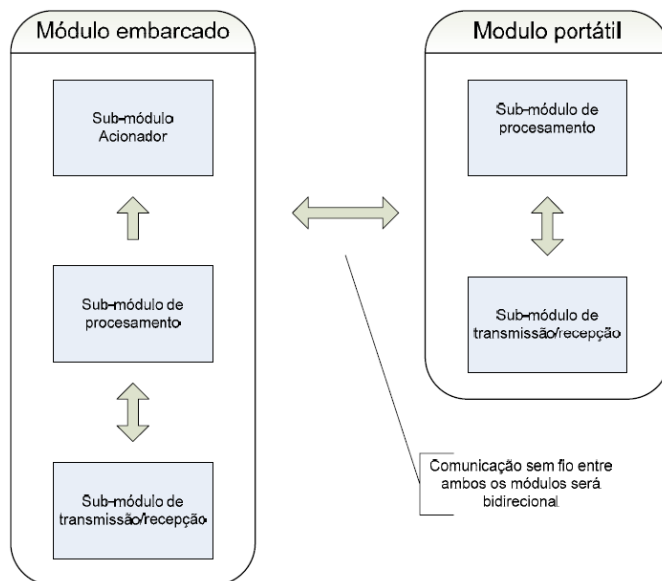 Módulo embarcado
Sub-módulo
Acionador
Sub-módulo de
procesamento
Sub-módulo de
transmissão/recepção
Modulo portátil
Sub-módulo de
procesamento
Sub-módulo de
transmissão/recepção
Comunicação sem fio entre
ambos os módulos será
bidirecional